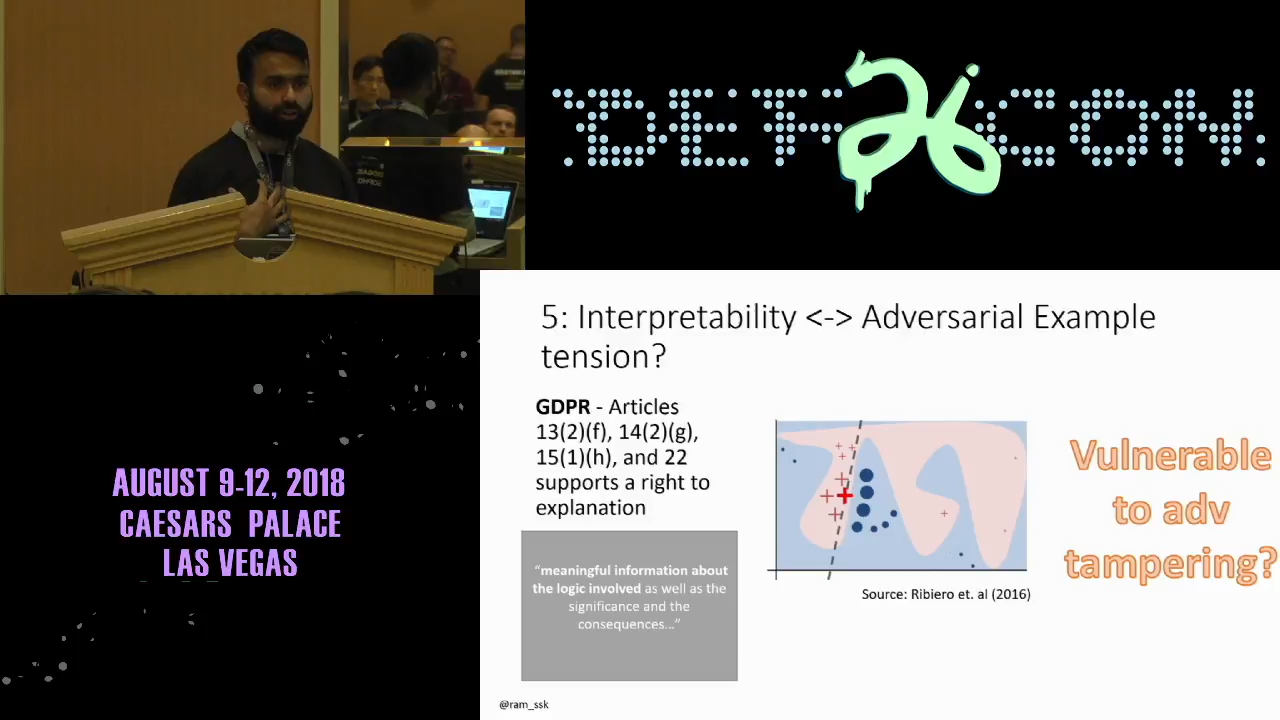 DEF 26 CON
5: Interpretability <-> Adversarial Example
tension?
GDPR - Articles
13(2)(f), 14(2)(g),
15(1)(h), and 22
supports a right to
explanation
“meaningful information about
the logic involved as well as the
significance and the
consequences...”
Source: Ribiero et. al (2016)
Vulnerable
to adv
tampering?
@ram_ssk
AUGUST 9-12, 2018
CAESARS PALACE
LAS VEGAS